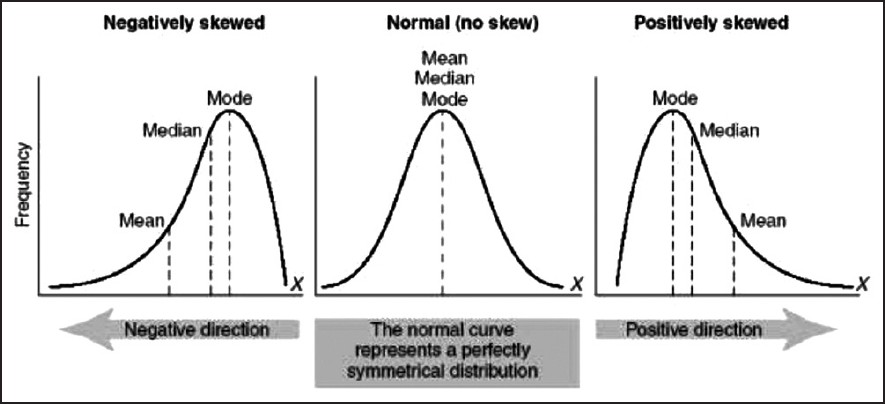 Negatively skewed
Normal (no skew)
Positively skewed
Frequency
Mode
Median
Mean
X
Mean
Median
Mode
X
Mode
Median
Mean
X
Negative direction
The normal curve
represents a perfectly
symmetrical distribution
Positive direction